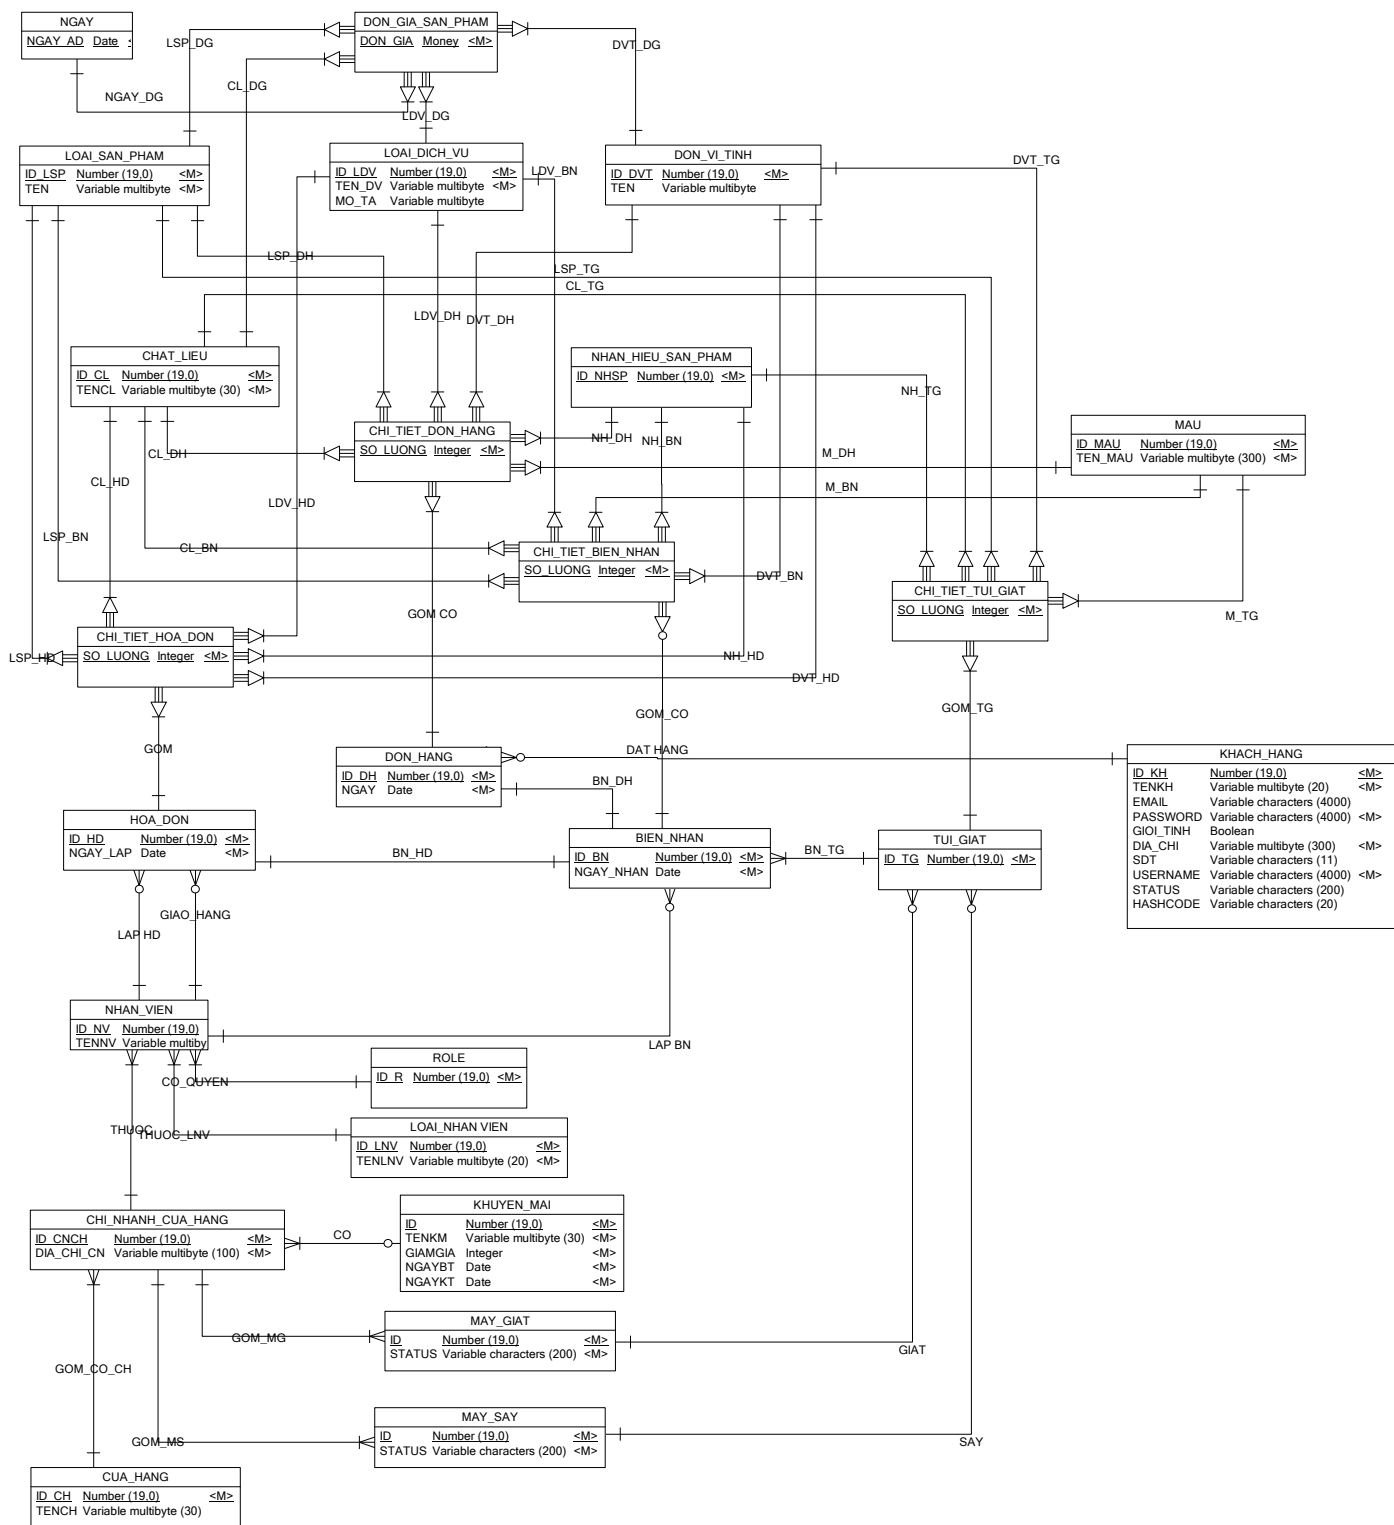 NGAY
NGAY_AD Date
DON_GIA_SAN_PHAM
DON_GIA Money <M>
LSP_DG
DVT_DG
CL_DG
NGAY_DG
LDV_DG
LOAI_SAN_PHAM
ID_LSP Number (19,0) <M>
TEN Variable multibyte <M>
LOAI_DICH_VU
ID_LDV Number (19,0) <M>
TEN_DV Variable multibyte <M>
MO_TA Variable multibyte
LDV_BN
DON_VI_TINH
ID_DVT Number (19,0) <M>
TEN Variable multibyte
DVT_TG
LSP_DH
LSP_TG
CL_TG
LDV_DH
DVT_DH
CHAT_LIEU
ID_CL Number (19,0) <M>
TENCL Variable multibyte (30) <M>
NHAN_HIEU_SAN_PHAM
ID_NHSP Number (19,0) <M>
NH_TG
CHI_TIET_DON_HANG
SO_LUONG Integer <M>
NH_DH
NH_BN
MAU
ID_MAU Number (19,0) <M>
TEN_MAU Variable multibyte (300) <M>
CL_DH
M_DH
CL_HD
LDV_HD
M_BN
LSP_BN
CL_BN
CHI_TIET_BIEN_NHAN
SO_LUONG Integer <M>
DVT_BN
CHI_TIET_TUI_GIAT
SO_LUONG Integer <M>
M_TG
GOM CO
CHI_TIET_HOA_DON
SO_LUONG Integer <M>
LSP_HD
NH_HD
DVT_HD
GOM_CO
GOM_TG
GOM
DON_HANG
ID_DH Number (19,0) <M>
NGAY Date <M>
DAT HANG
BN_DH
KHACH_HANG
ID_KH Number (19,0) <M>
TENKH Variable multibyte (20) <M>
EMAIL Variable characters (4000)
PASSWORD Variable characters (4000) <M>
GIOI_TINH Boolean
DIA_CHI Variable multibyte (300) <M>
SDT Variable characters (11)
USERNAME Variable characters (4000) <M>
STATUS Variable characters (200)
HASHCODE Variable characters (20)
HOA_DON
ID_HD Number (19,0) <M>
NGAY_LAP Date <M>
BN_HD
BIEN_NHAN
ID_BN Number (19,0) <M>
NGAY_NHAN Date <M>
BN_TG
TUI_GIAT
ID_TG Number (19,0) <M>
GIAO_HANG
LAP HD
NHAN_VIEN
ID_NV Number (19,0)
TENNV Variable multiby
LAP BN
ROLE
ID_R Number (19,0) <M>
CO_QUYEN
LOAI_NHAN VIEN
ID_LNV Number (19,0) <M>
TENLNV Variable multibyte (20) <M>
THUOC
THUOC_LNV
CHI_NHANH_CUA_HANG
ID_CNCH Number (19,0) <M>
DIA_CHI_CN Variable multibyte (100) <M>
CO
KHUYEN_MAI
ID Number (19,0) <M>
TENKM Variable multibyte (30) <M>
GIAMGIA Integer <M>
NGAYBT Date <M>
NGAYKT Date <M>
MAY_GIAT
ID Number (19,0) <M>
STATUS Variable characters (200) <M>
GOM_MG
GIAT
GOM_CO_CH
MAY_SAY
ID Number (19,0) <M>
STATUS Variable characters (200) <M>
GOM_MS
SAY
CUA_HANG
ID_CH Number (19,0) <M>
TENCH Variable multibyte (30)